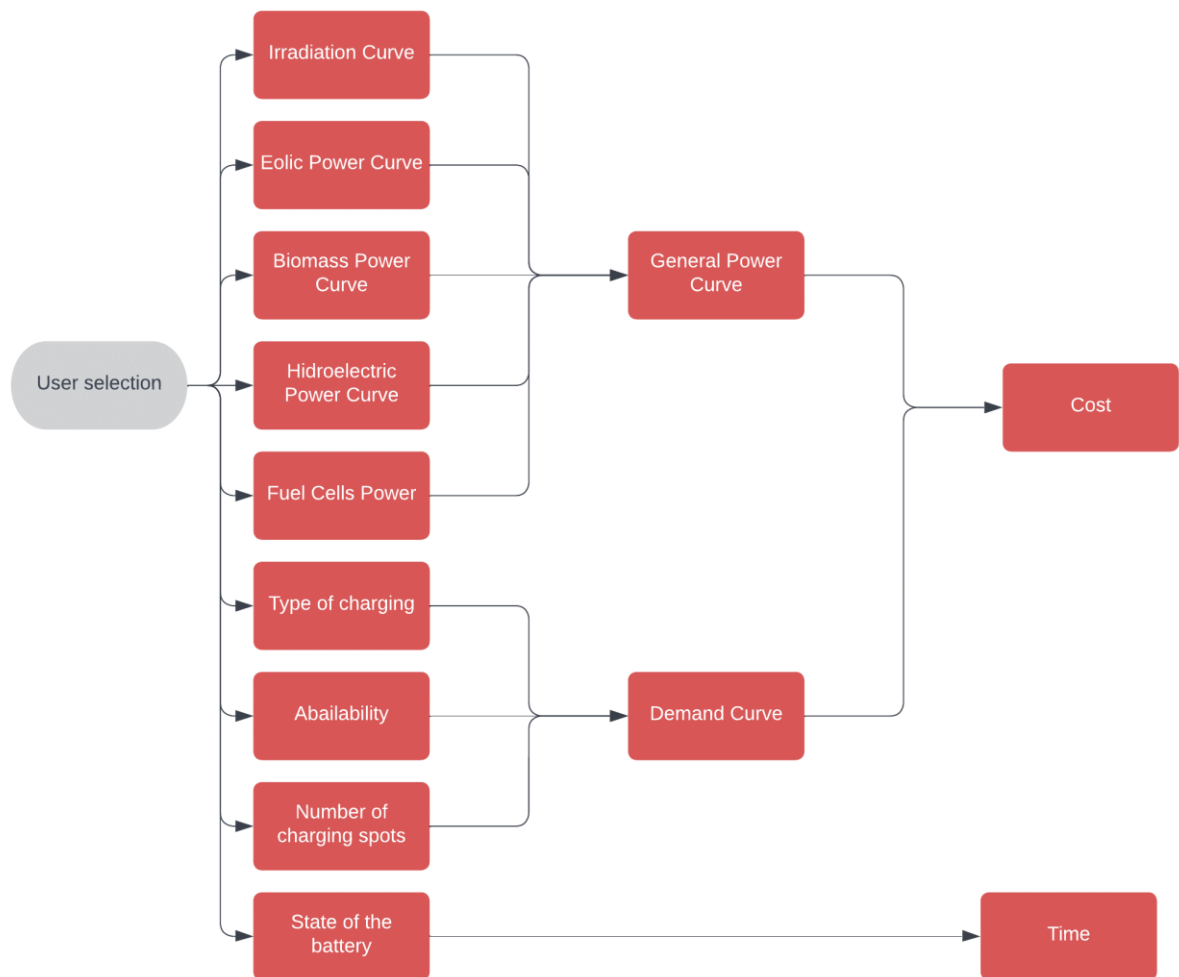 Irradiation Curve
Eolic Power Curve
Biomass Power
Curve
General Power
Curve
User selection
Hidroelectric
Power Curve
Cost
Fuel Cells Power
Type of charging
Abailability
Demand Curve
Number of
charging spots
State of the
battery
Time